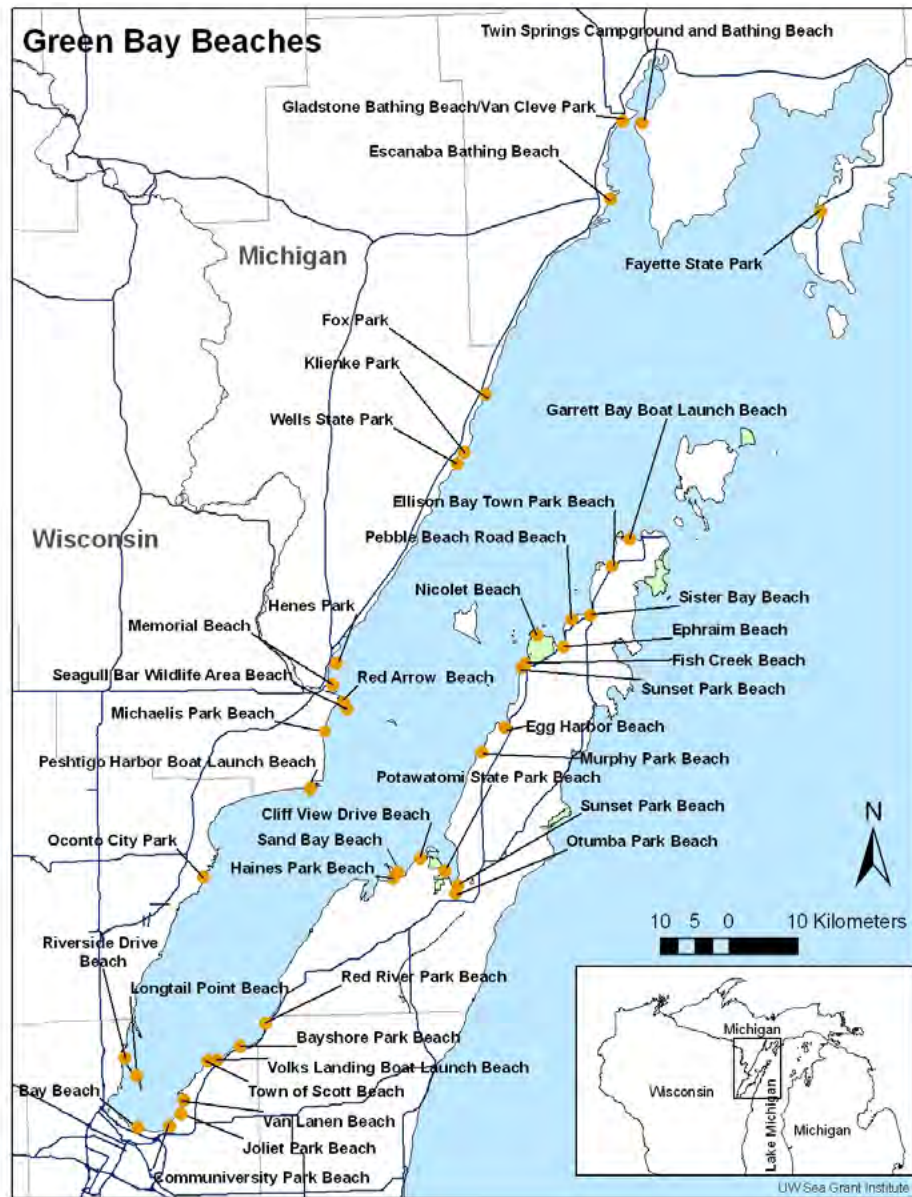 Green Bay Beaches
Twin Springs Campground and Bathing Beach
Gladstone Bathing Beach/Van Cleve Park
Escanaba Bathing Beach
Michigan
Fayette State Park
Fox Park
Klienke Park
Wells State Park
Garrett Bay Boat Launch Beach
Ellison Bay Town Park Beach
Wisconsin
Pebble Beach Road Beach
Nicolet Beach
Henes Park
Sister Bay Beach
Memorial Beach
Ephraim Beach
Fish Creek Beach
Seagull Bar Wildlife Area Beach
Red Arrow Beach
Sunset Park Beach
Michaelis Park Beach
Egg Harbor Beach
Murphy Park Beach
Peshtigo Harbor Boat Launch Beach
Potawatomi State Park Beach
Cliff View Drive Beach
Sunset Park Beach
Sand Bay Beach
Oconto City Park
Otumba Park Beach
Haines Park Beach
N
10 5 0 10 Kilometers
Riverside Drive
Beach
Longtail Point Beach
Red River Park Beach
Bayshore Park Beach
Volks Landing Boat Launch Beach
Bay Beach
Town of Scott Beach
Van Lanen Beach
Joliet Park Beach
Communiversity Park Beach
Michigan
Wisconsin
Lake Michigan
Michigan
UW Sea Grant Institute